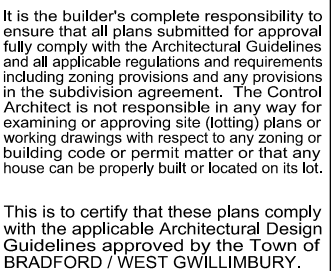 It is the builder's complete responsibility to
ensure that all plans submitted for approval
fully comply with the Architectural Guidelines
and all applicable regulations and requirements
including zoning provisions and any provisions
in the subdivision agreement. The Control
Architect is not responsible in any way for
examining or approving site (lotting) plans or
working drawings with respect to any zoning or
building code or permit matter or that any
house can be properly built or located on its lot.
This is to certify that these plans comply
with the applicable Architectural Design
Guidelines approved by the Town of
BRADFORD / WEST GWILLIMBURY.